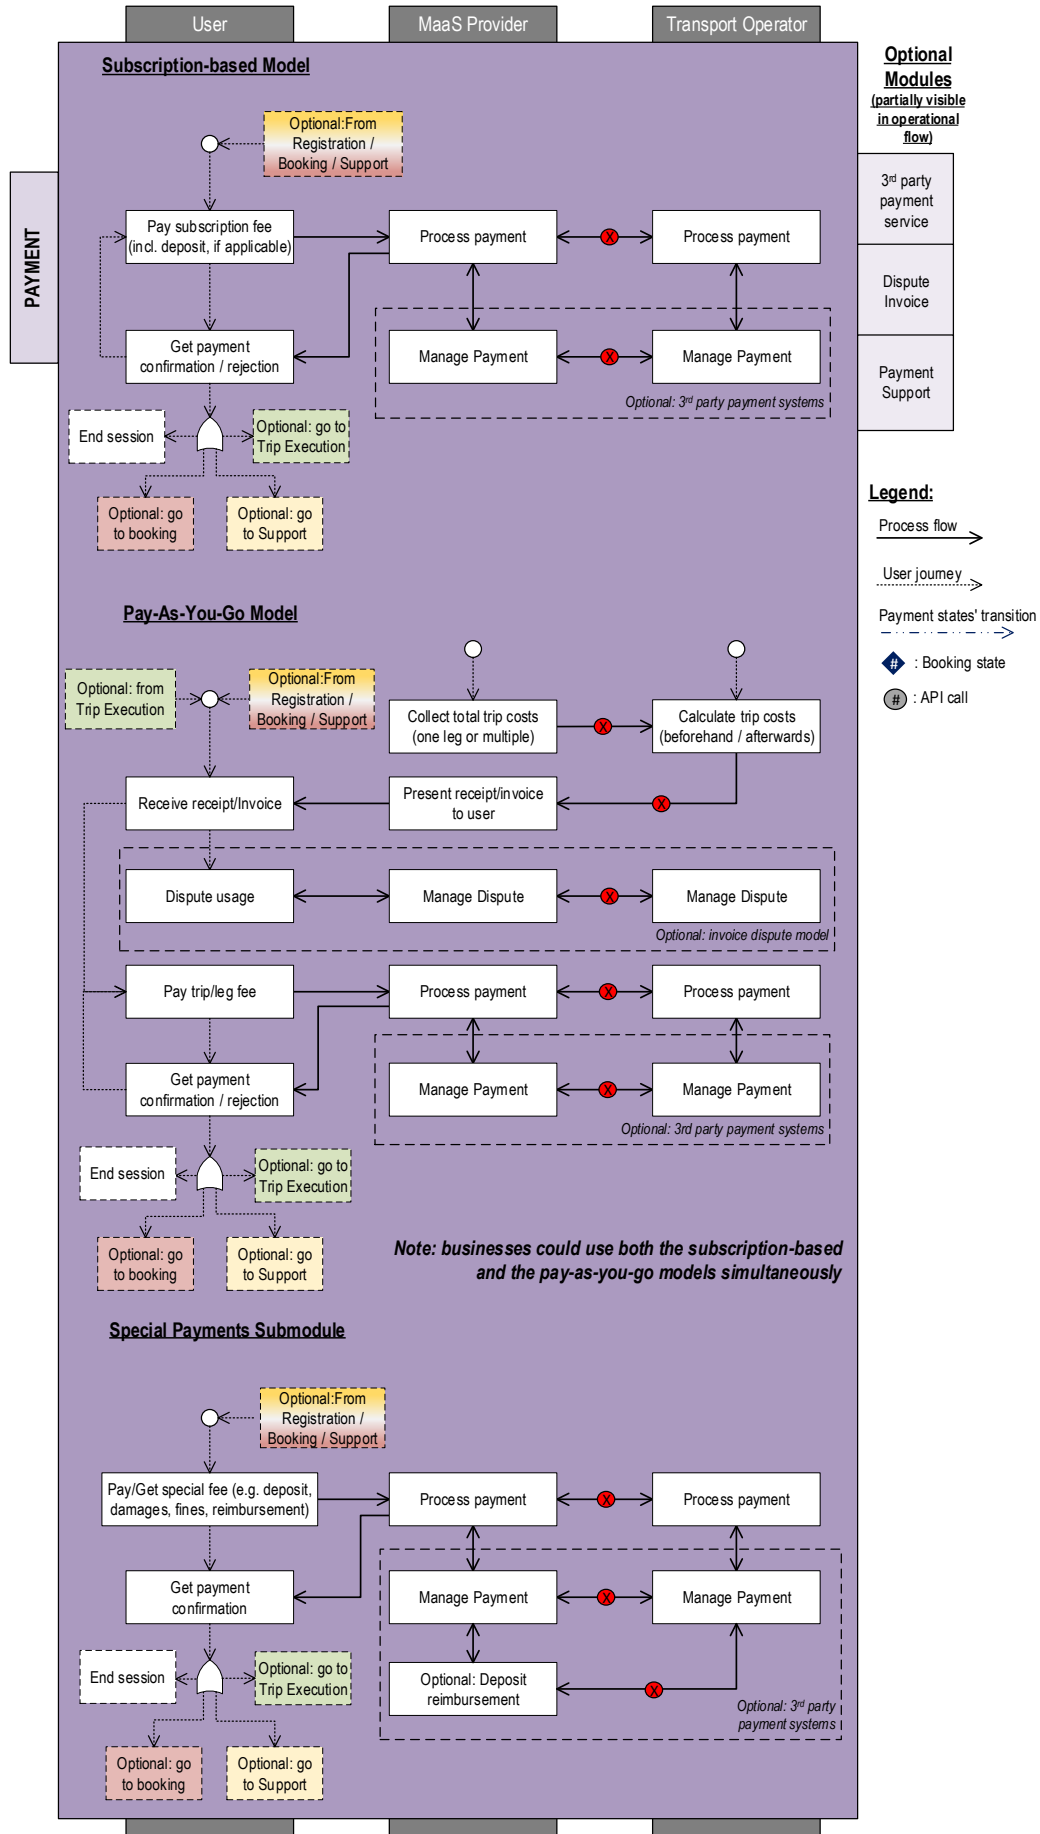 User
MaaS Provider
Transport Operator
Subscription-based Model
Optional
Modules
(partially visible
in operational
flow)
Optional:From
Registration /
Booking / Support
3rd party
payment
service
PAYMENT
Pay subscription fee
(incl. deposit, if applicable)
Process payment
X
Process payment
Dispute
Invoice
Get payment
confirmation / rejection
Manage Payment
X
Manage Payment
Payment
Support
Optional: 3rd party payment systems
End session
Optional: go to
Trip Execution
Optional: go
to booking
Optional: go
to Support
Legend:
Process flow
User journey
Payment states' transition
# : Booking state
# : API call
Pay-As-You-Go Model
Optional: from
Trip Execution
Optional:From
Registration /
Booking / Support
Collect total trip costs
(one leg or multiple)
X
Calculate trip costs
(beforehand / afterwards)
Receive receipt/Invoice
Present receipt/invoice
to user
X
Dispute usage
Manage Dispute
X
Manage Dispute
Optional: invoice dispute model
Pay trip/leg fee
Process payment
X
Process payment
Get payment
confirmation / rejection
Manage Payment
X
Manage Payment
Optional: 3rd party payment systems
End session
Optional: go to
Trip Execution
Optional: go
to booking
Optional: go
to Support
Note: businesses could use both the subscription-based
and the pay-as-you-go models simultaneously
Special Payments Submodule
Optional:From
Registration /
Booking / Support
Pay/Get special fee (e.g. deposit,
damages, fines, reimbursement)
Process payment
X
Process payment
Get payment
confirmation
Manage Payment
X
Manage Payment
End session
Optional: go to
Trip Execution
Optional: Deposit
reimbursement
X
Optional: 3rd party
payment systems
Optional: go
to booking
Optional: go
to Support